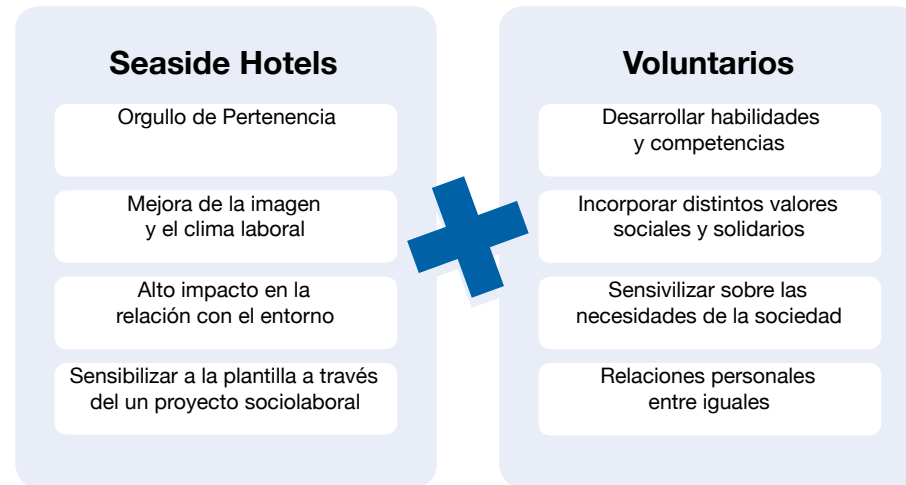 Seaside Hotels
Orgullo de Pertenencia
Mejora de la imagen
y el clima laboral
Alto impacto en la
relación con el entorno
Sensibilizar a la plantilla a través
del un proyecto sociolaboral
Voluntarios
Desarrollar habilidades
y competencias
Incorporar distintos valores
sociales y solidarios
Sensivilizar sobre las
necesidades de la sociedad
Relaciones personales
entre iguales